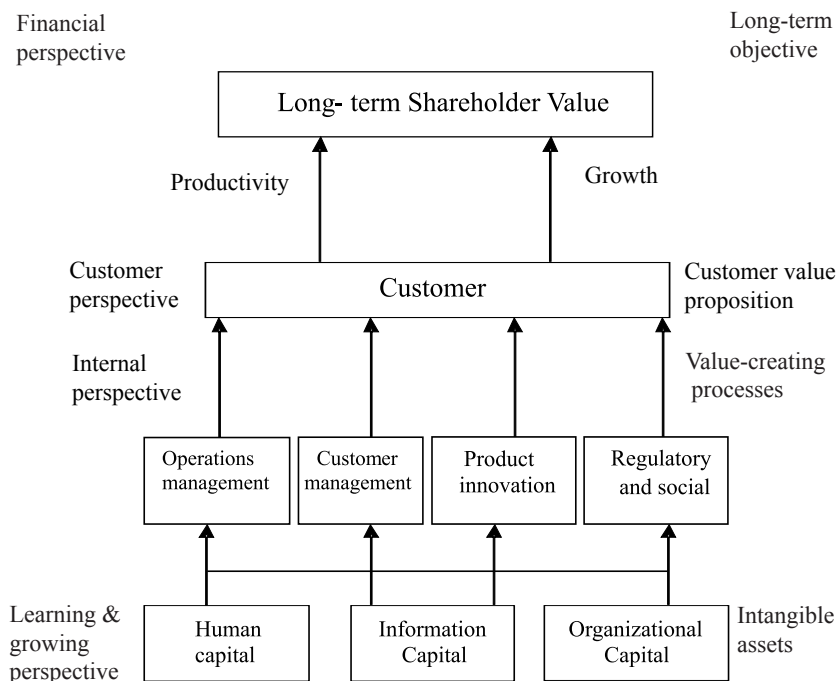 Financial
perspective
Long-term
objective
Long- term Shareholder Value
Productivity
Growth
Customer
perspective
Customer
Customer value
proposition
Internal
perspective
Value-creating
processes
Operations
management
Customer
management
Product
innovation
Regulatory
and social
Learning &
growing
perspective
Human
capital
Information
Capital
Organizational
Capital
Intangible
assets